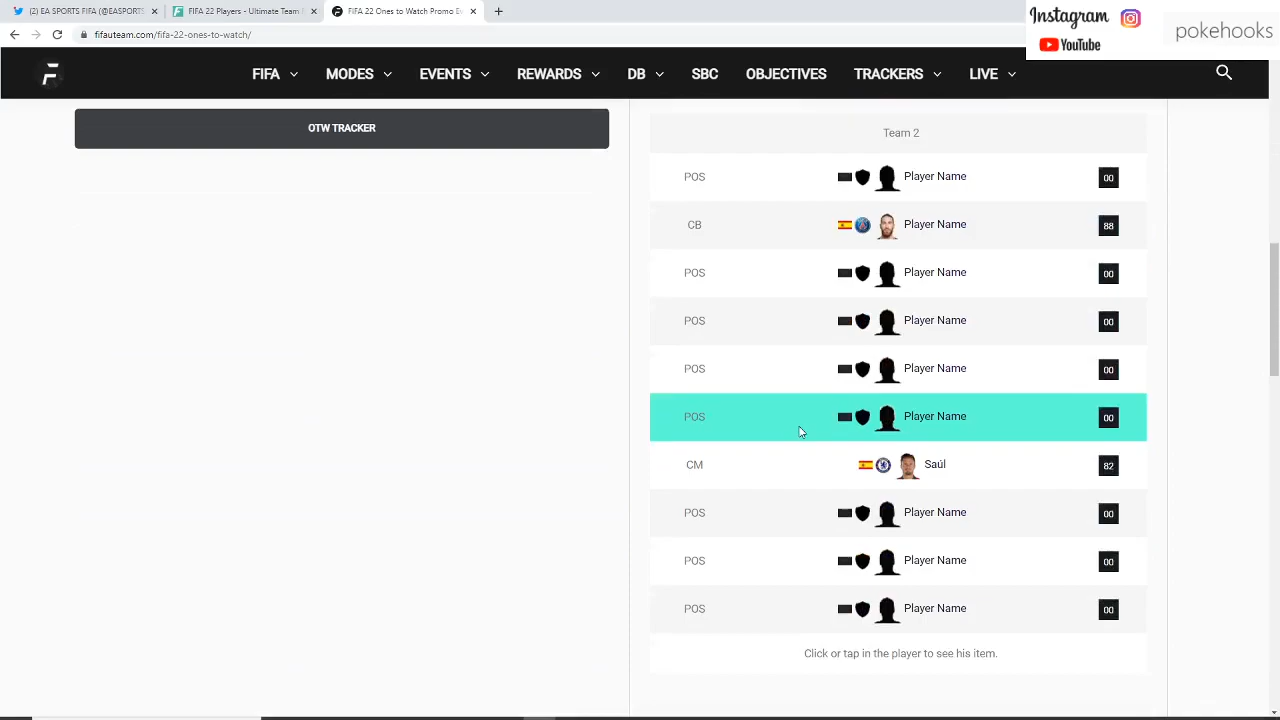 (2) EA SPORTS FIFA (@EASPORTS
FIFA 22 Players - Ultimate Team
FIFA 22 Ones to Watch Promo Ev
fifauteam.com/fifa-22-ones-to-watch/
Instagram
YouTube
pokehooks
FIFA MODES EVENTS REWARDS DB SBC OBJECTIVES TRACKERS LIVE
OTW TRACKER
Team 2
POS Player Name 00
CB Player Name 88
POS Player Name 00
POS Player Name 00
POS Player Name 00
POS Player Name 00
CM Saúl 82
POS Player Name 00
POS Player Name 00
POS Player Name 00
Click or tap in the player to see his item.